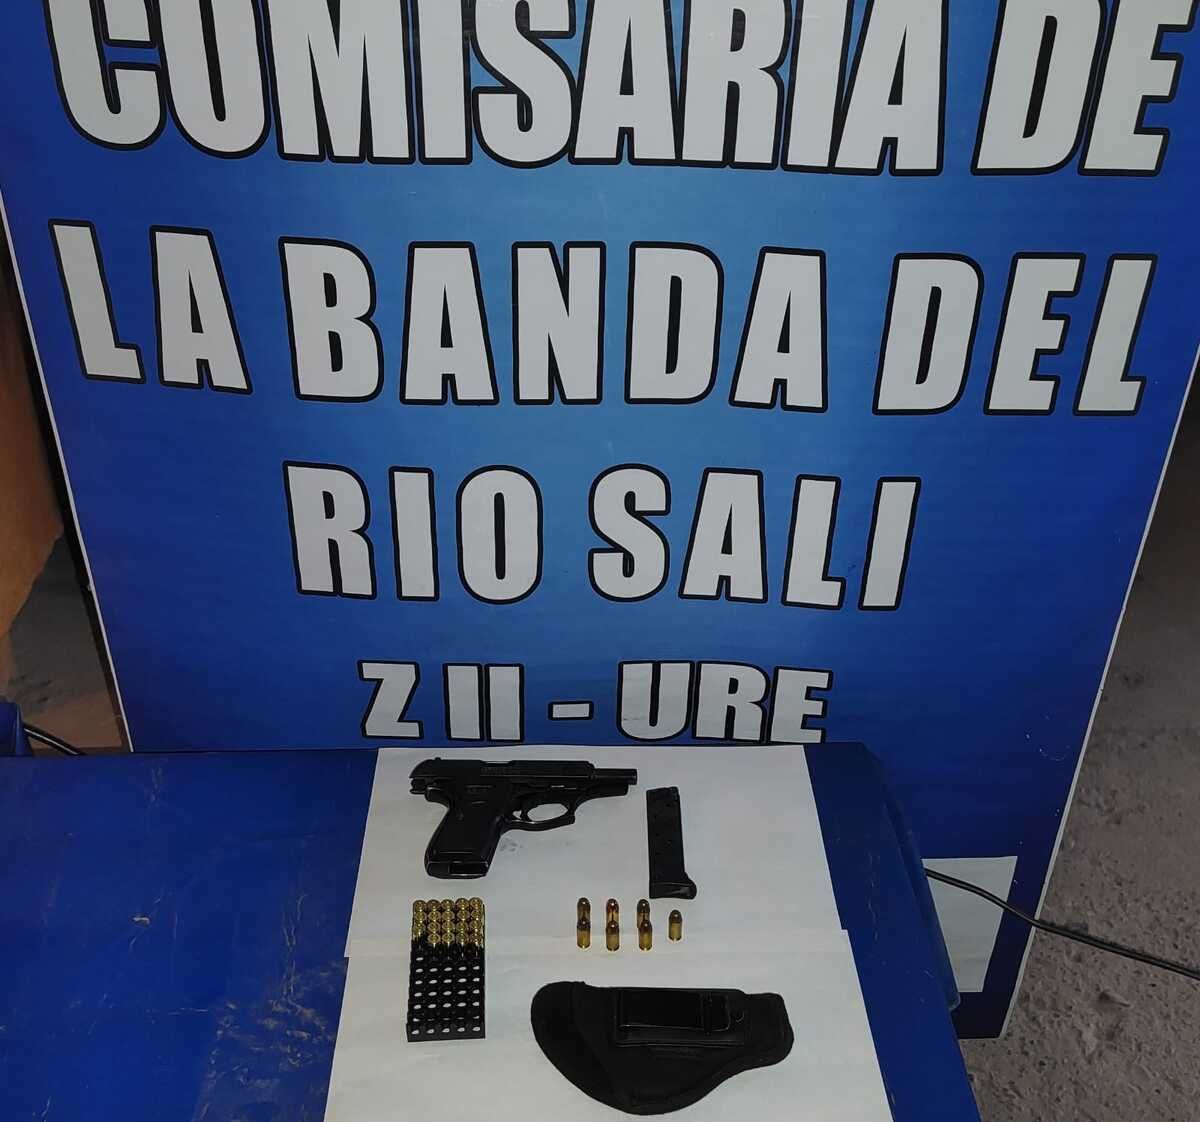 COMISARIA DE
LA BANDA DEL
RIO SALI
Z II - URE